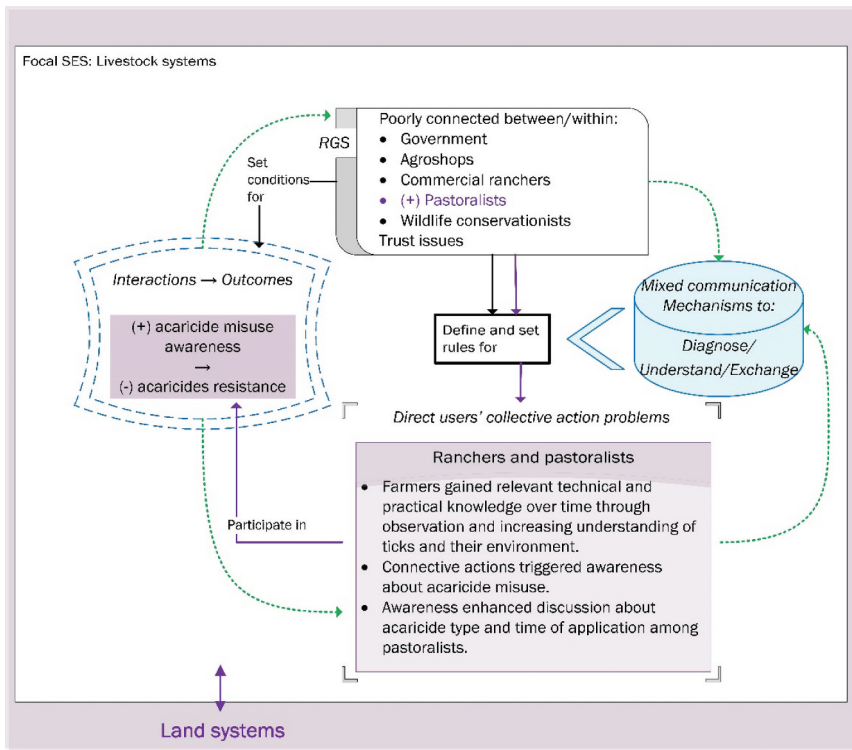 Focal SES: Livestock systems
Poorly connected between/within:
● Government
● Agroshops
● Commercial ranchers
● (+) Pastoralists
● Wildlife conservationists
Trust issues
RGS
Set
conditions
for
Interactions → Outcomes
(+) acaricide misuse
awareness
→
(-) acaricides resistance
Define and set
rules for
Mixed communication
Mechanisms to:
Diagnose/
Understand/Exchange
Direct users' collective action problems
Ranchers and pastoralists
● Farmers gained relevant technical and
practical knowledge over time through
observation and increasing understanding of
ticks and their environment.
● Connective actions triggered awareness
about acaricide misuse.
● Awareness enhanced discussion about
acaricide type and time of application among
pastoralists.
Participate in
Land systems